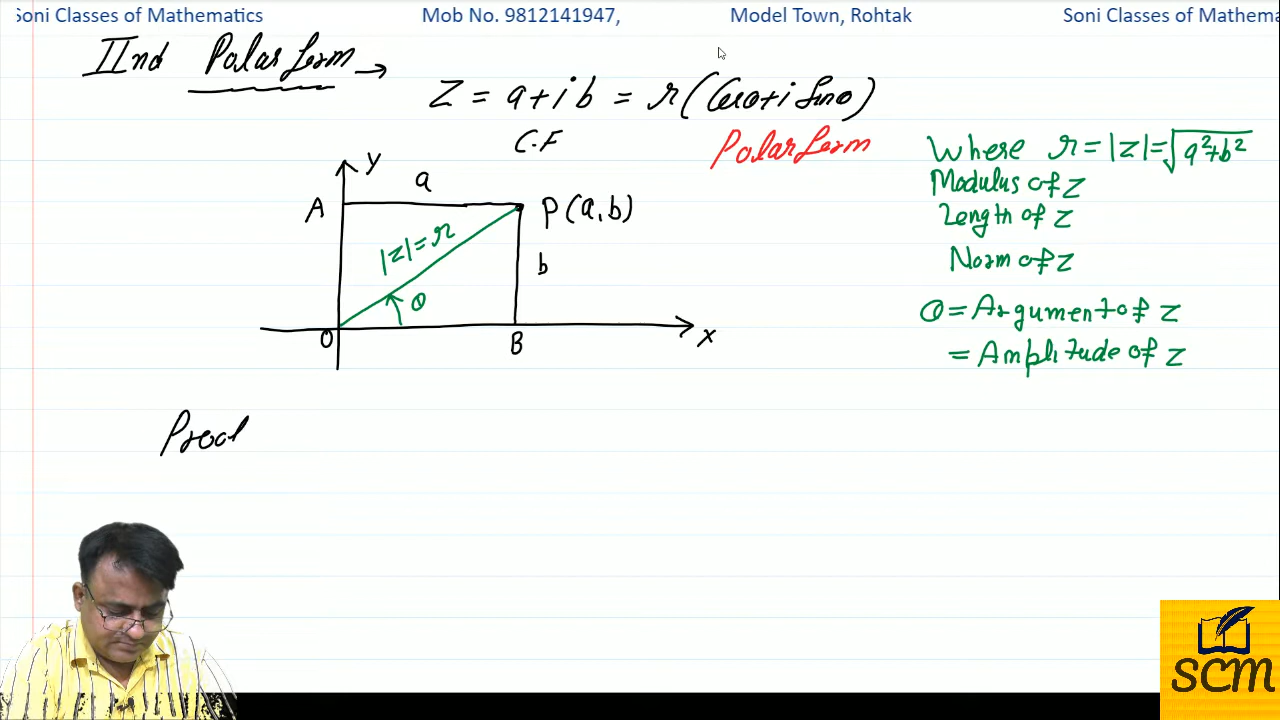 Soni Classes of Mathematics Mob No. 9812141947, Model Town, Rohtak Soni Classes of Mathema
IInd Polar form →
Z = a+ib = r(Cosθ+i Sinθ)
C.F Polar form
Where r=|z|=√a²+b²
Modulus of z
Length of z
Norm of z
θ = Argument of z
= Amplitude of z
Y
a
A P(a,b)
|z|=r
b
θ
O B X
Proof
SCM